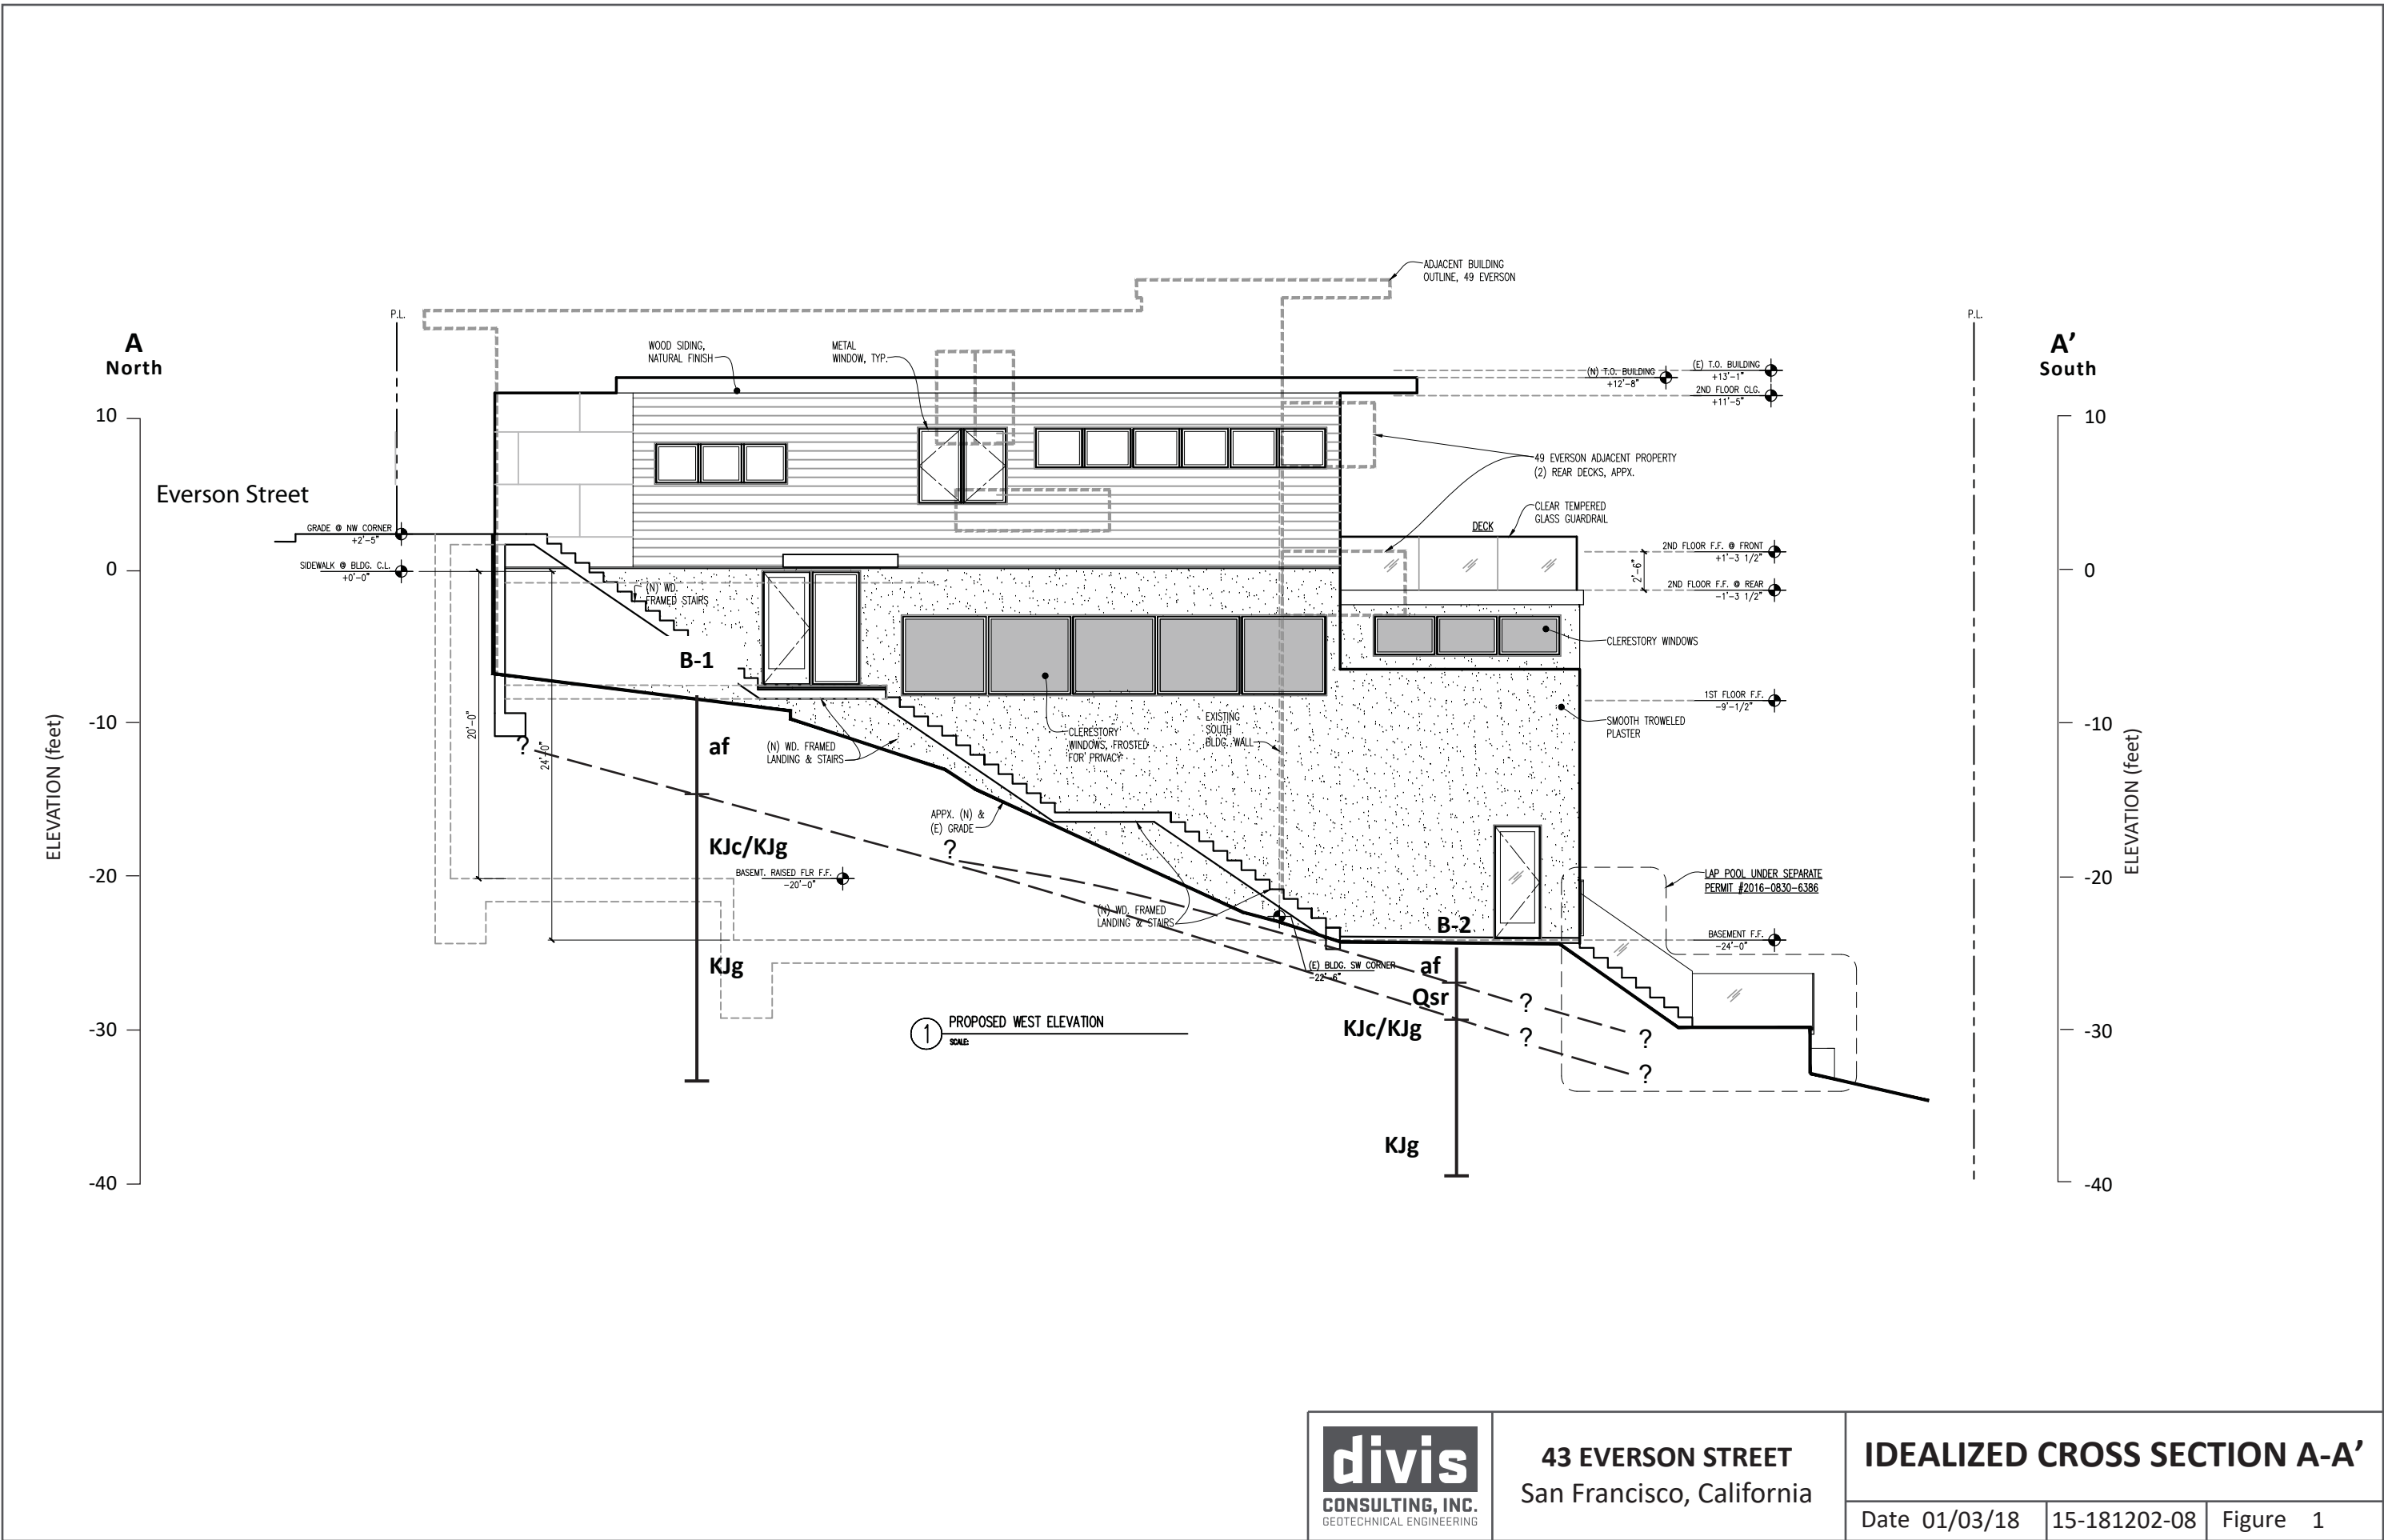 ADJACENT BUILDING
OUTLINE, 49 EVERSON
P.L.
P.L.
A
North
A’
South
WOOD SIDING,
NATURAL FINISH
METAL
WINDOW, TYP.
(E) T.O. BUILDING
+13'-1"
(N) T.O. BUILDING
+12'-8"
2ND FLOOR CLG.
+11'-5"
10
10
49 EVERSON ADJACENT PROPERTY
(2) REAR DECKS, APPX.
Everson Street
CLEAR TEMPERED
GLASS GUARDRAIL
DECK
GRADE @ NW CORNER
+2'-5"
2ND FLOOR F.F. @ FRONT
+1'-3 1/2"
SIDEWALK @ BLDG. C.L.
+0'-0"
0
0
2'-6"
2ND FLOOR F.F. @ REAR
-1'-3 1/2"
(N) WD.
FRAMED STAIRS
CLERESTORY WINDOWS
B-1
1ST FLOOR F.F.
-9'-1/2"
-10
-10
20'-0"
24'-0"
ELEVATION (feet)
ELEVATION (feet)
SMOOTH TROWELED
PLASTER
EXISTING
SOUTH
BLDG. WALL
CLERESTORY
WINDOWS, FROSTED
FOR PRIVACY
?
af
(N) WD. FRAMED
LANDING & STAIRS
APPX. (N) &
(E) GRADE
?
KJc/KJg
BASEMT. RAISED FLR F.F.
-20'-0"
-20
-20
LAP POOL UNDER SEPARATE
PERMIT #2016-0830-6386
(N) WD. FRAMED
LANDING & STAIRS
B-2
BASEMENT F.F.
-24'-0"
KJg
(E) BLDG. SW CORNER
-22'-6"
af
Qsr
?
?
KJc/KJg
?
?
-30
-30
1
PROPOSED WEST ELEVATION
SCALE:
KJg
-40
-40
divis
CONSULTING, INC.
GEOTECHNICAL ENGINEERING
43 EVERSON STREET
San Francisco, California
IDEALIZED CROSS SECTION A-A’
Date 01/03/18
15-181202-08
Figure 1